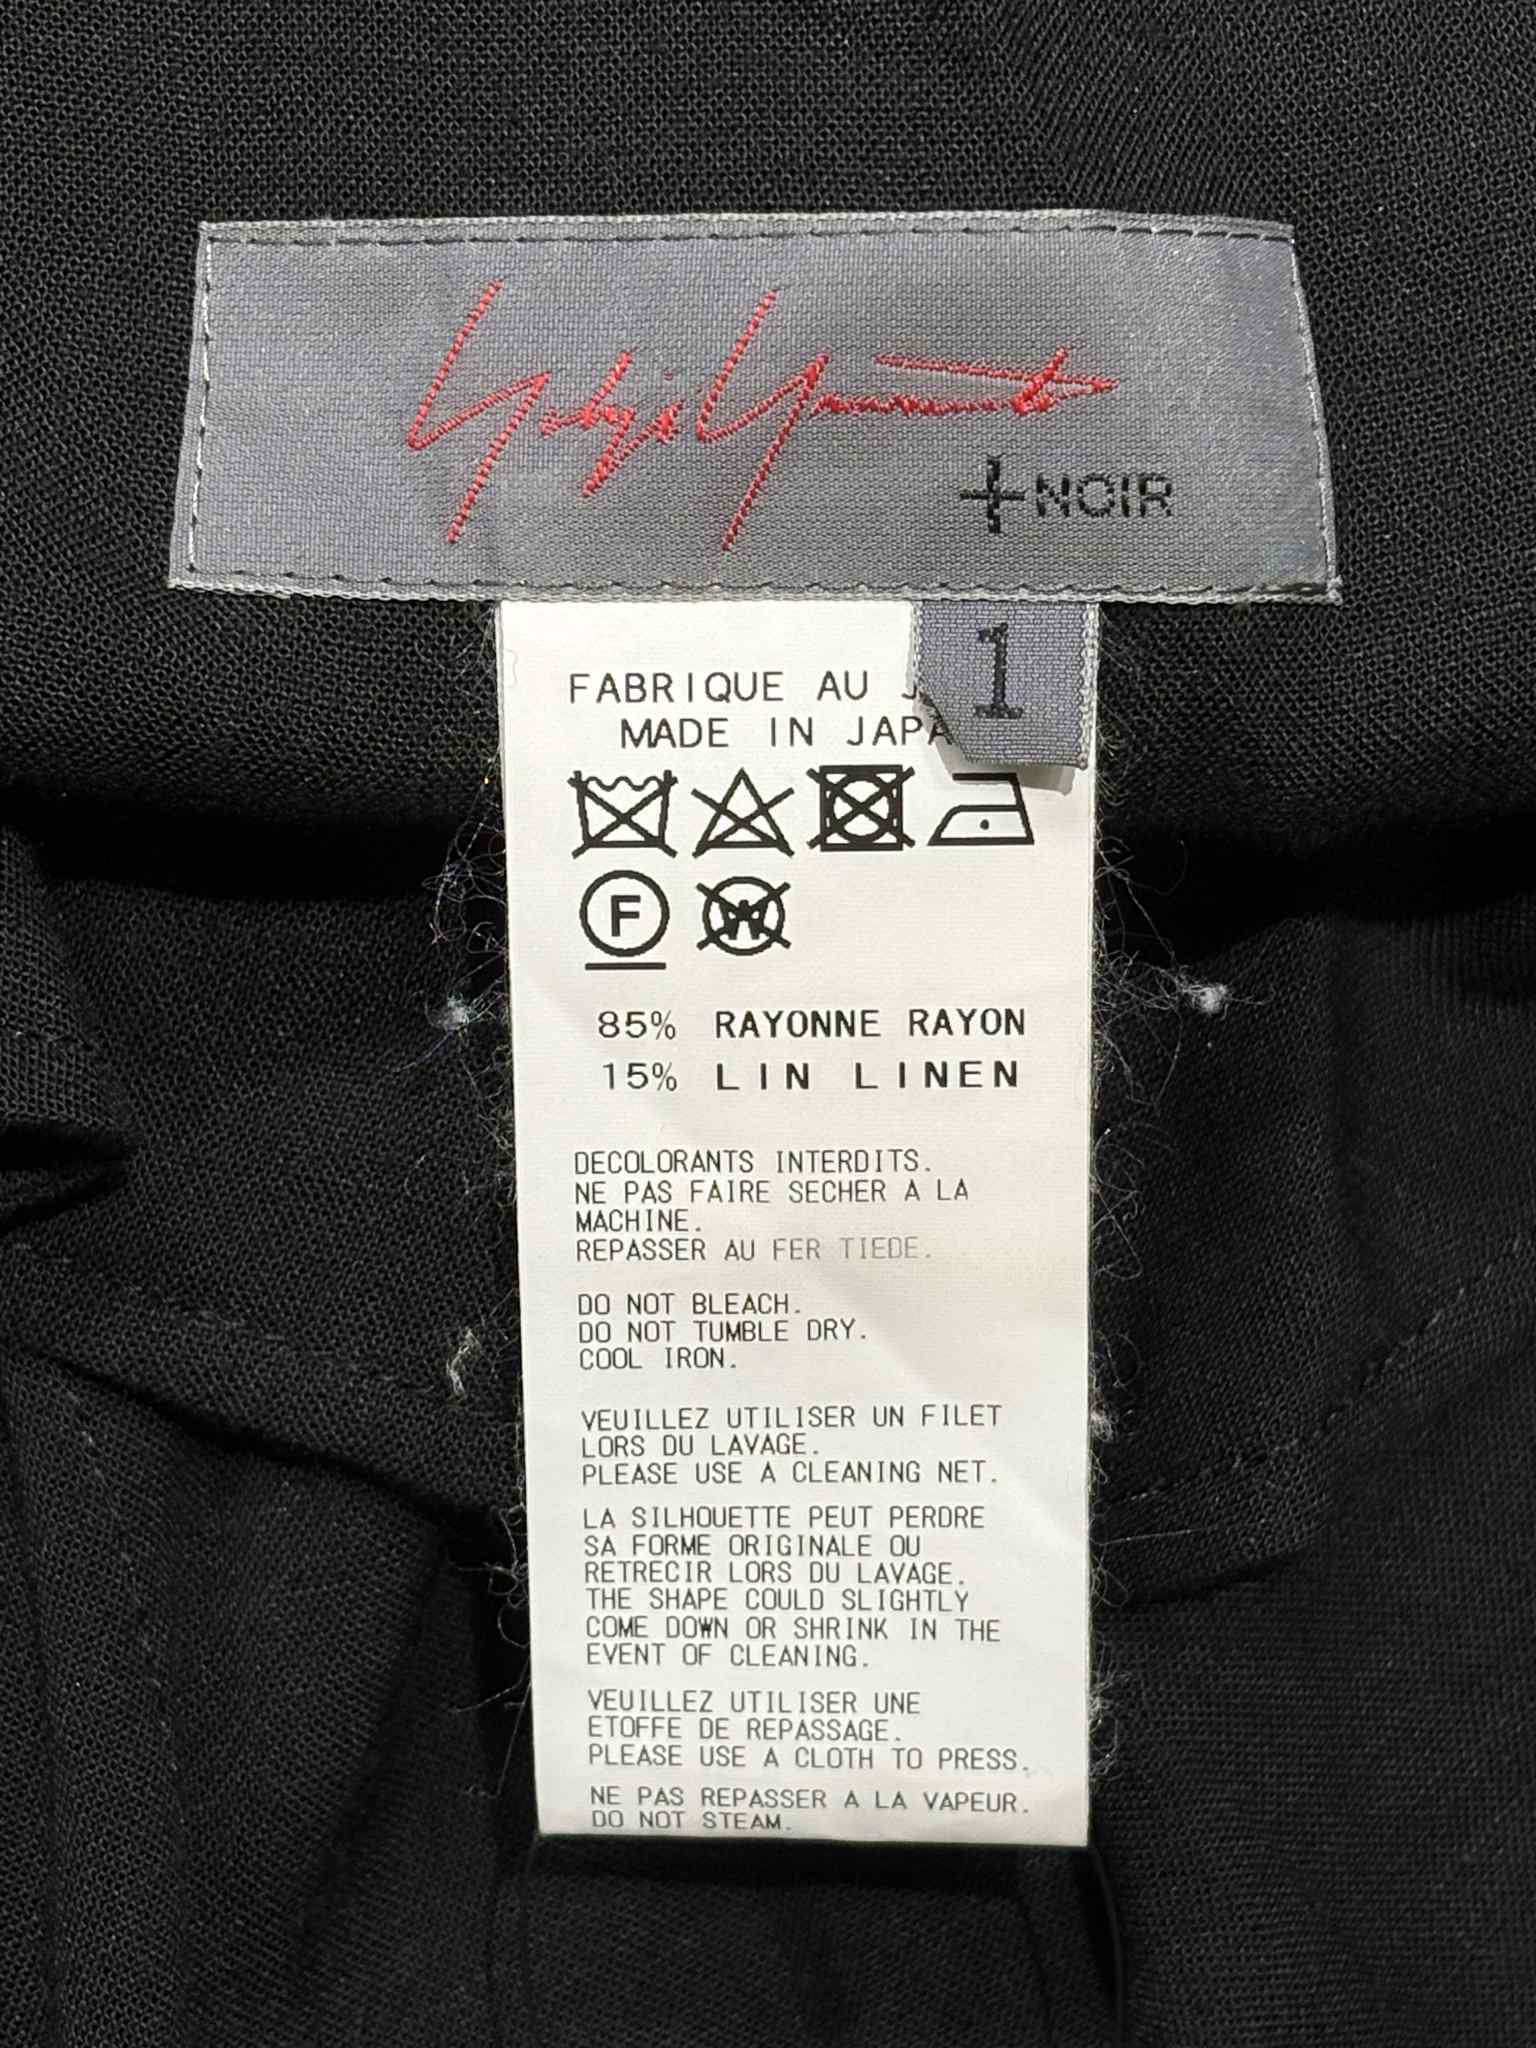 Yohji Yamamoto
+NOIR
1
FABRIQUE AU
MADE IN JAPA
F
W
85% RAYONNE RAYON
15% LIN LINEN
DECOLORANTS INTERDITS.
NE PAS FAIRE SECHER A LA
MACHINE.
REPASSER AU FER TIEDE.
DO NOT BLEACH.
DO NOT TUMBLE DRY.
COOL IRON.
VEUILLEZ UTILISER UN FILET
LORS DU LAVAGE.
PLEASE USE A CLEANING NET.
LA SILHOUETTE PEUT PERDRE
SA FORME ORIGINALE OU
RETRECIR LORS DU LAVAGE.
THE SHAPE COULD SLIGHTLY
COME DOWN OR SHRINK IN THE
EVENT OF CLEANING.
VEUILLEZ UTILISER UNE
ETOFFE DE REPASSAGE.
PLEASE USE A CLOTH TO PRESS.
NE PAS REPASSER A LA VAPEUR.
DO NOT STEAM.